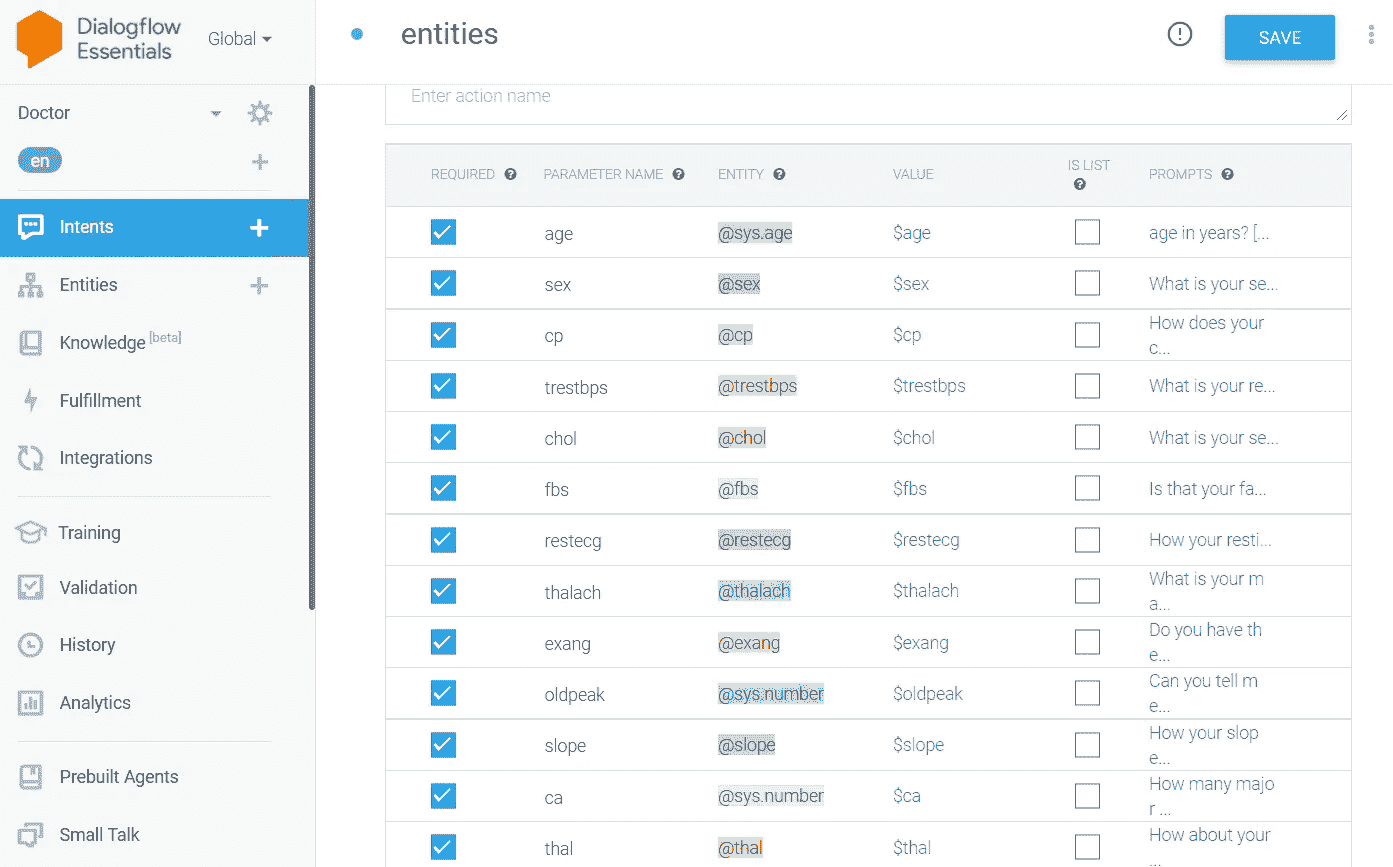 Dialogflow
Essentials
Global
entities
SAVE
Doctor
en
Intents
Entities
Knowledge [beta]
Fulfillment
Integrations
Training
Validation
History
Analytics
Prebuilt Agents
Small Talk
Enter action name
REQUIRED PARAMETER NAME ENTITY VALUE IS LIST PROMPTS
age @sys.age $age age in years? [...
sex @sex $sex What is your se...
cp @cp $cp How does your
c...
trestbps @trestbps $trestbps What is your re...
chol @chol $chol What is your se...
fbs @fbs $fbs Is that your fa...
restecg @restecg $restecg How your resti...
thalach @thalach $thalach What is your m
a...
exang @exang $exang Do you have th
e...
oldpeak @sys.number $oldpeak Can you tell m
e...
slope @slope $slope How your slop
e...
ca @sys.number $ca How many majo
r ...
thal @thal $thal How about your
...